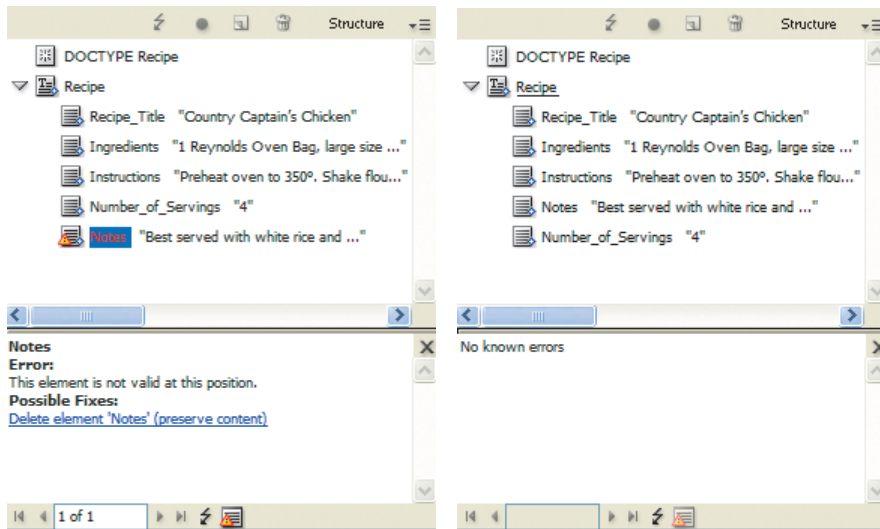 Structure
DOCTYPE Recipe
Recipe
Recipe_Title "Country Captain's Chicken"
Ingredients "1 Reynolds Oven Bag, large size ..."
Instructions "Preheat oven to 350º. Shake flou..."
Number_of_Servings "4"
Notes "Best served with white rice and ..."
Notes
Error:
This element is not valid at this position.
Possible Fixes:
Delete element 'Notes' (preserve content)
1 of 1
Structure
DOCTYPE Recipe
Recipe
Recipe_Title "Country Captain's Chicken"
Ingredients "1 Reynolds Oven Bag, large size ..."
Instructions "Preheat oven to 350º. Shake flou..."
Notes "Best served with white rice and ..."
Number_of_Servings "4"
No known errors